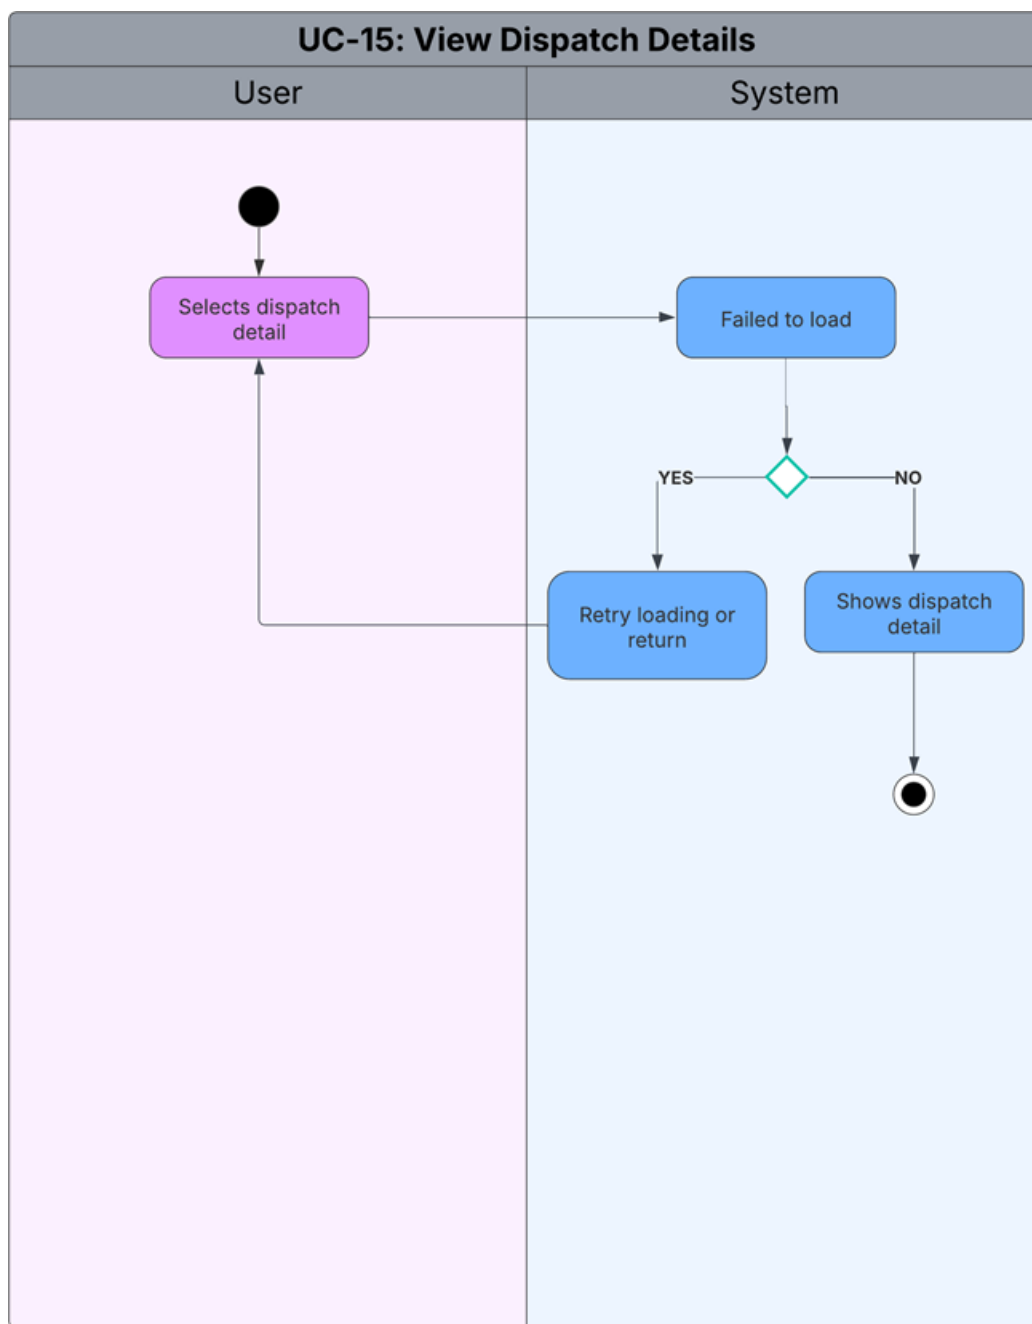 UC-15: View Dispatch Details
User
System
Selects dispatch
detail
Failed to load
YES
NO
Retry loading or
return
Shows dispatch
detail